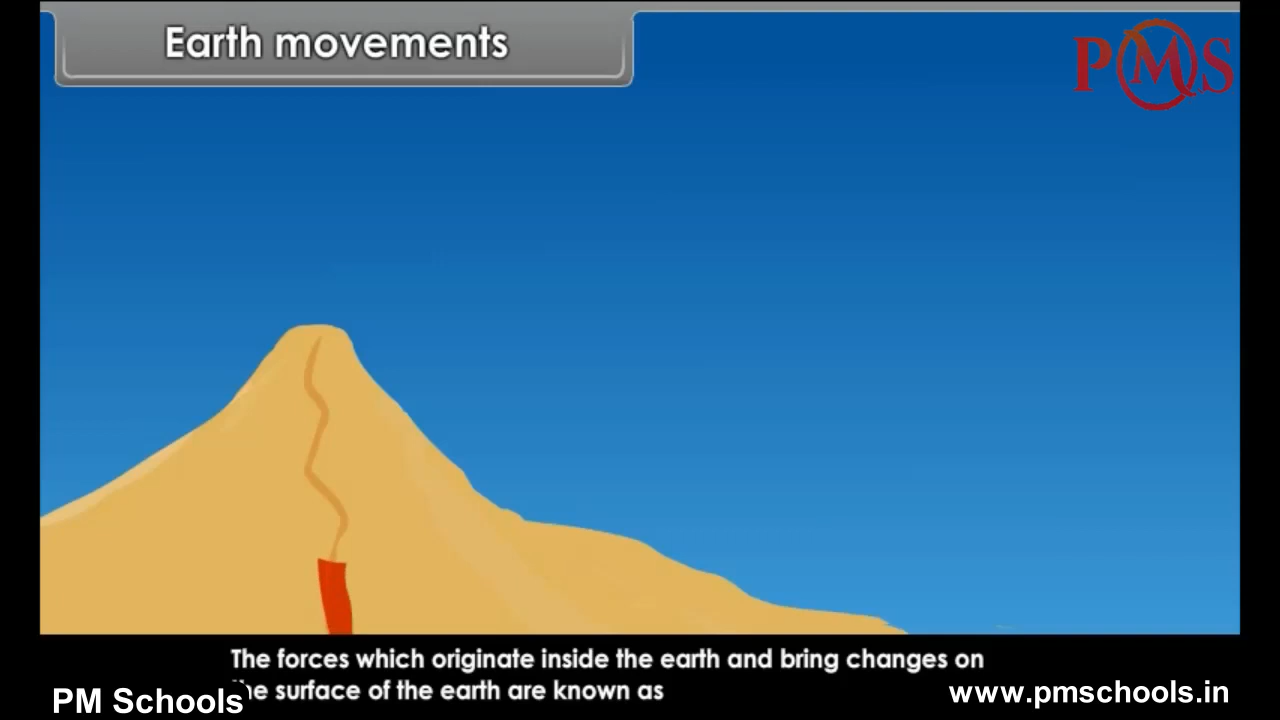 Earth movements
PMS
The forces which originate inside the earth and bring changes on
the surface of the earth are known as
PM Schools
www.pmschools.in